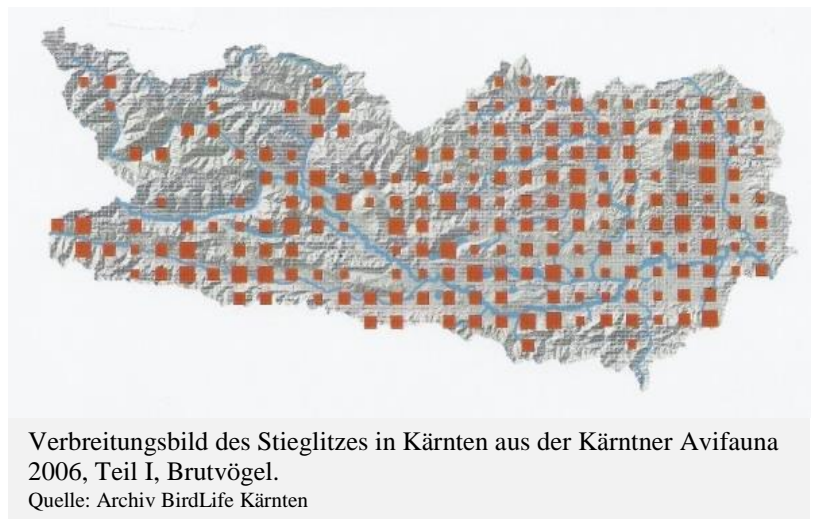 Verbreitungsbild des Stieglitzes in Kärnten aus der Kärntner Avifauna
2006, Teil I, Brutvögel.
Quelle: Archiv BirdLife Kärnten